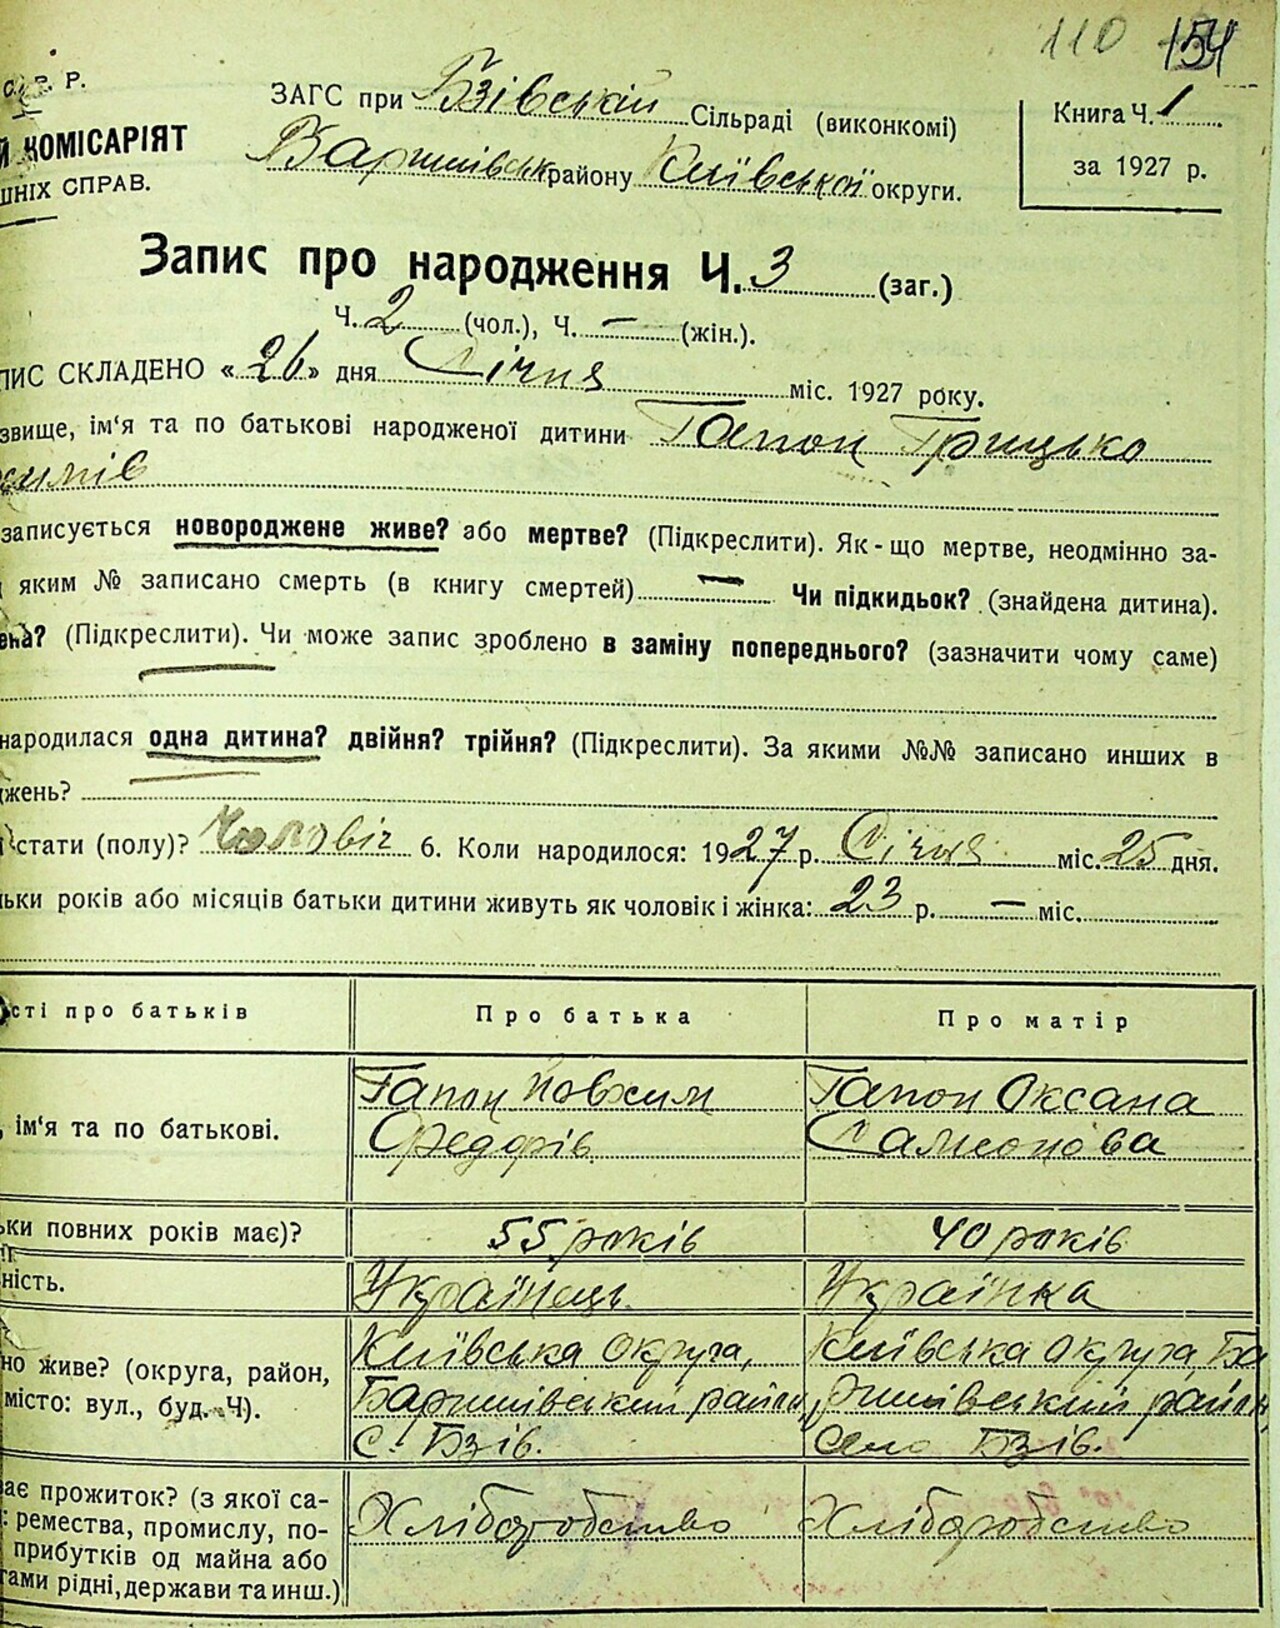 110 154
С. Р. Р.
ЗАГС при Бзівській Сільраді (виконкомі)
Книга Ч. 1
Й КОМІСАРІЯТ
Баришівськ району Київської округи.
за 1927 р.
ШНІХ СПРАВ.
Запис про народження Ч. 3 (заг.)
Ч. 2 (чол.), Ч. — (жін.).
ПИС СКЛАДЕНО «26» дня Січня міс. 1927 року.
звище, ім'я та по батькові народженої дитини Гапон Грицько
химів
записується новороджене живе? або мертве? (Підкреслити). Як-що мертве, неодмінно за-
яким № записано смерть (в книгу смертей) — Чи підкидьок? (знайдена дитина).
ена? (Підкреслити). Чи може запис зроблено в заміну попереднього? (зазначити чому саме)
народилася одна дитина? двійня? трійня? (Підкреслити). За якими №№ записано инших в
джень?
стати (полу)? Чоловіч 6. Коли народилося: 1927 р. Січня міс. 25 дня.
льки років або місяців батьки дитини живуть як чоловік і жінка: 23 р. — міс.
ості про батьків Про батька Про матір
Гапон Йовхим Гапон Оксана
, ім'я та по батькові. Федорів Самсонова
ьки повних років має)? 55 років 40 років
ність. Українець. Українка
Київська округа, Київська округа Ба
но живе? (округа, район, Баришівський район, ришівський район,
місто: вул., буд. Ч). с. Бзів. село Бзів.
ає прожиток? (з якої са-
: ремества, промислу, по- Хліборобство Хліборобство
прибутків од майна або
гами рідні, держави та инш.)